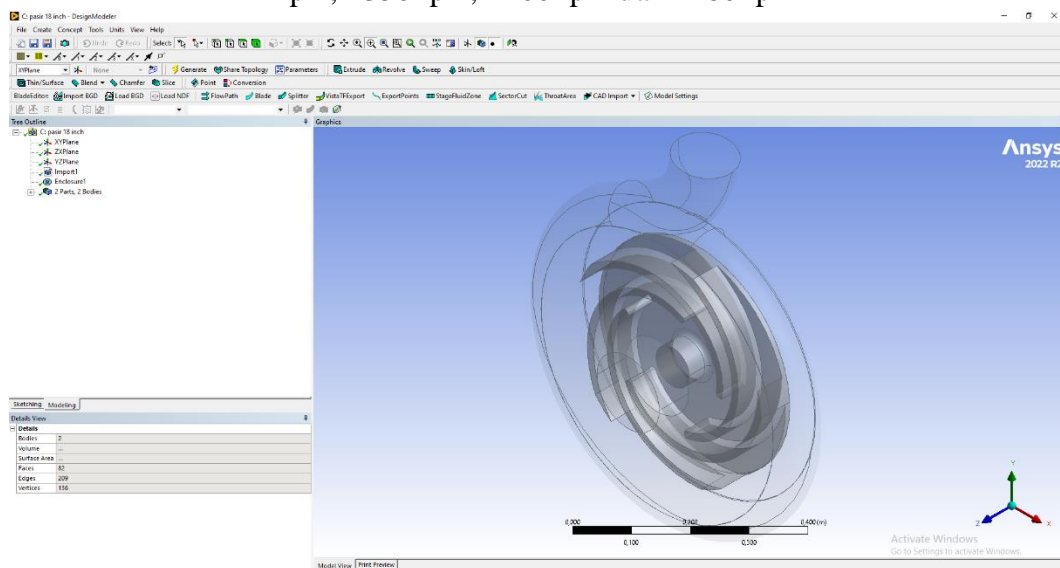 C: pasir 18 inch - DesignModeler
File Create Concept Tools Units View Help
Undo Redo Select:
XYPlane None Generate Share Topology Parameters Extrude Revolve Sweep Skin/Loft
Thin/Surface Blend Chamfer Slice Point Conversion
BladeEditor: Import BGD Load BGD Load NDF FlowPath Blade Splitter VistaTFExport ExportPoints StageFluidZone SectorCut ThroatArea CAD Import Model Settings
Tree Outline
Graphics
C: pasir 18 inch
XYPlane
ZXPlane
YZPlane
Import1
Enclosure1
2 Parts, 2 Bodies
Ansys
2022 R2
Sketching Modeling
Details View
Details
Bodies 2
Volume ...
Surface Area ...
Faces 82
Edges 209
Vertices 136
0,000 0,200 0,400 (m)
0,100 0,300
Y
Z
X
Activate Windows
Go to Settings to activate Windows.
Model View Print Preview